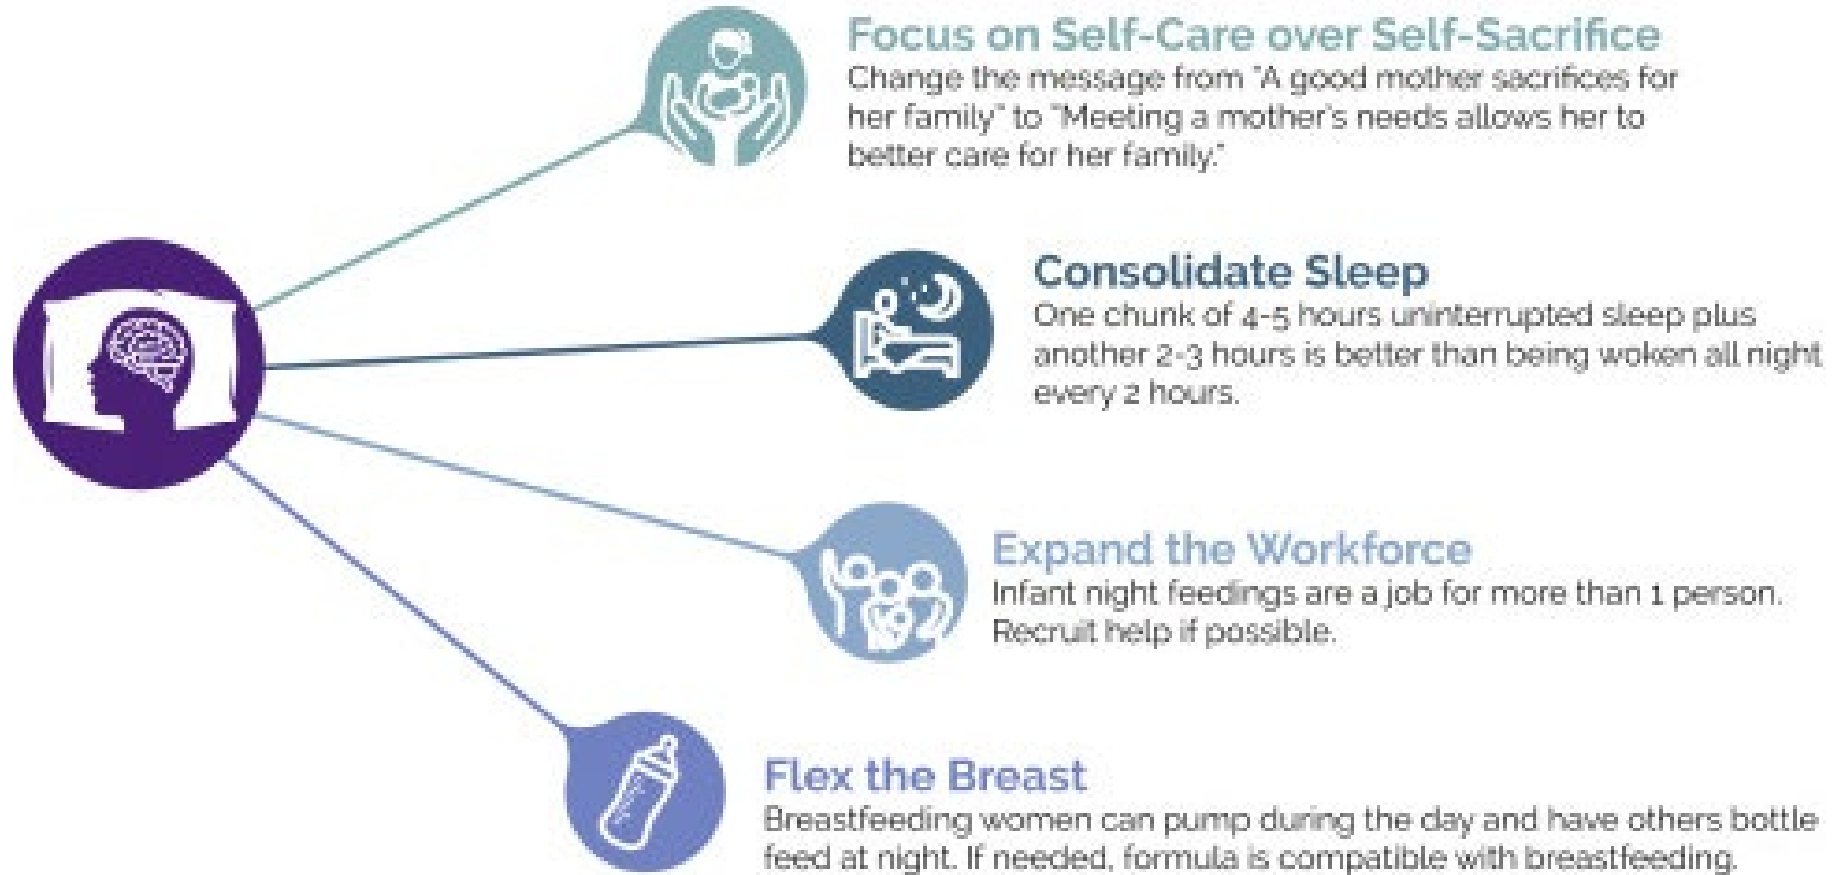 Focus on Self-Care over Self-Sacrifice
Change the message from "A good mother sacrifices for
her family" to "Meeting a mother's needs allows her to
better care for her family."
Consolidate Sleep
One chunk of 4-5 hours uninterrupted sleep plus
another 2-3 hours is better than being woken all night
every 2 hours.
Expand the Workforce
Infant night feedings are a job for more than 1 person.
Recruit help if possible.
Flex the Breast
Breastfeeding women can pump during the day and have others bottle
feed at night. If needed, formula is compatible with breastfeeding.